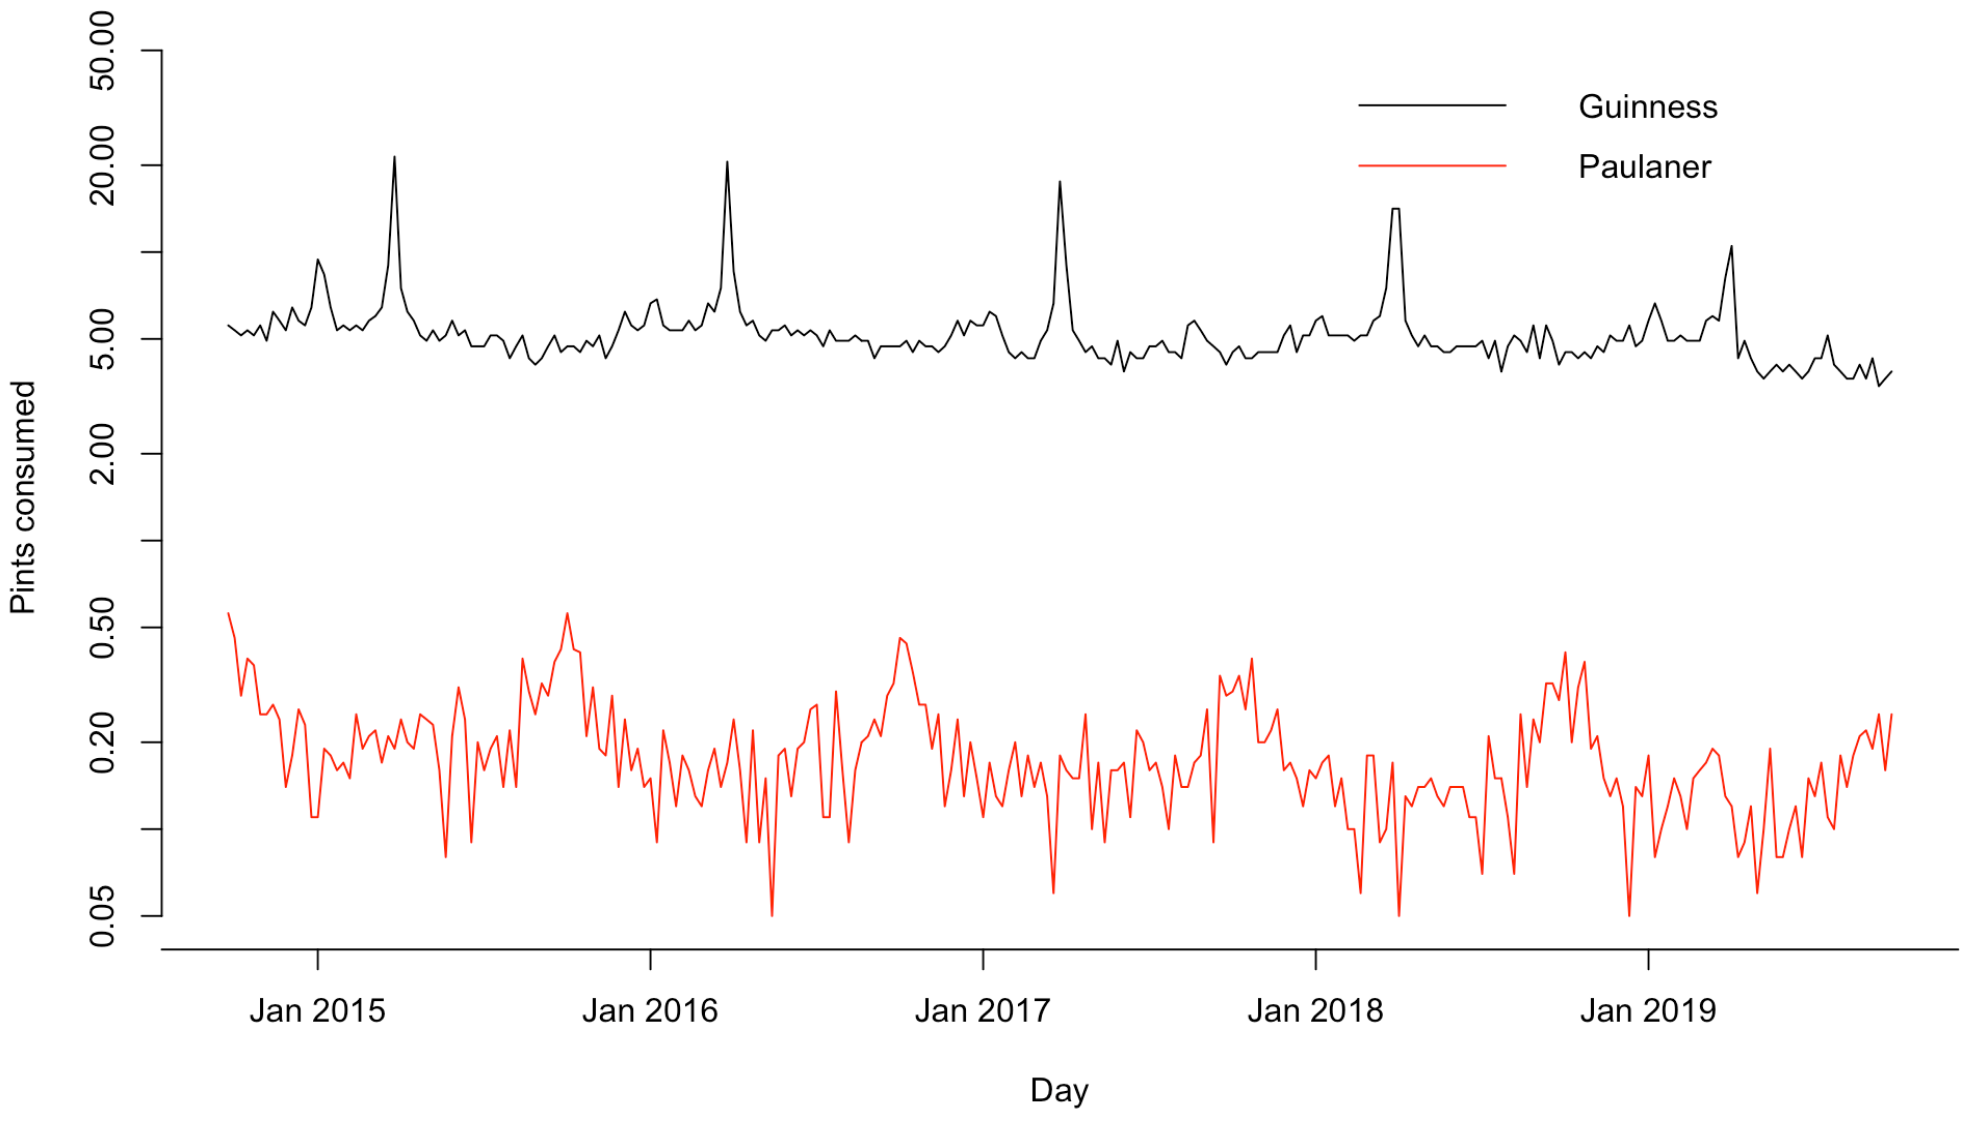 50.00
20.00
5.00
2.00
0.50
0.20
0.05
Pints consumed
Guinness
Paulaner
Jan 2015
Jan 2016
Jan 2017
Jan 2018
Jan 2019
Day